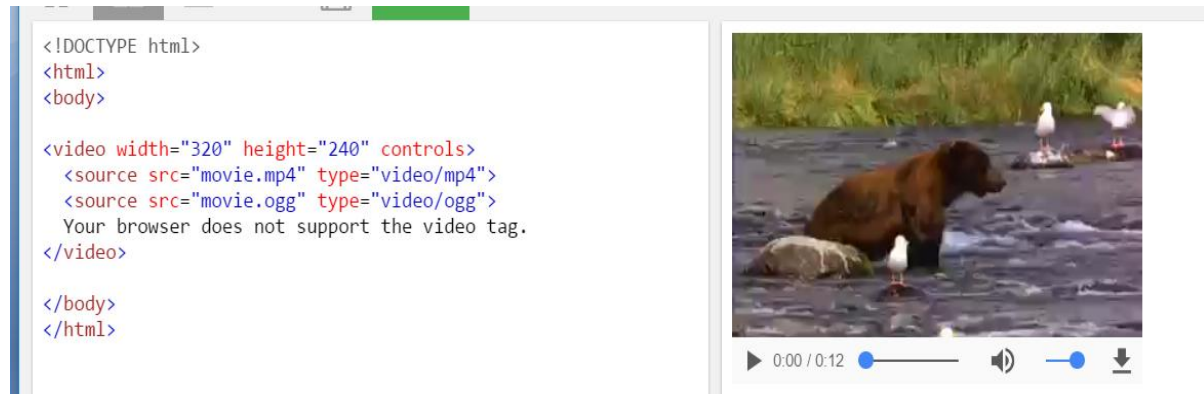 <!DOCTYPE html>
<html>
<body>
<video width="320" height="240" controls>
<source src="movie.mp4" type="video/mp4">
<source src="movie.ogg" type="video/ogg">
Your browser does not support the video tag.
</video>
</body>
</html>
0:00 / 0:12